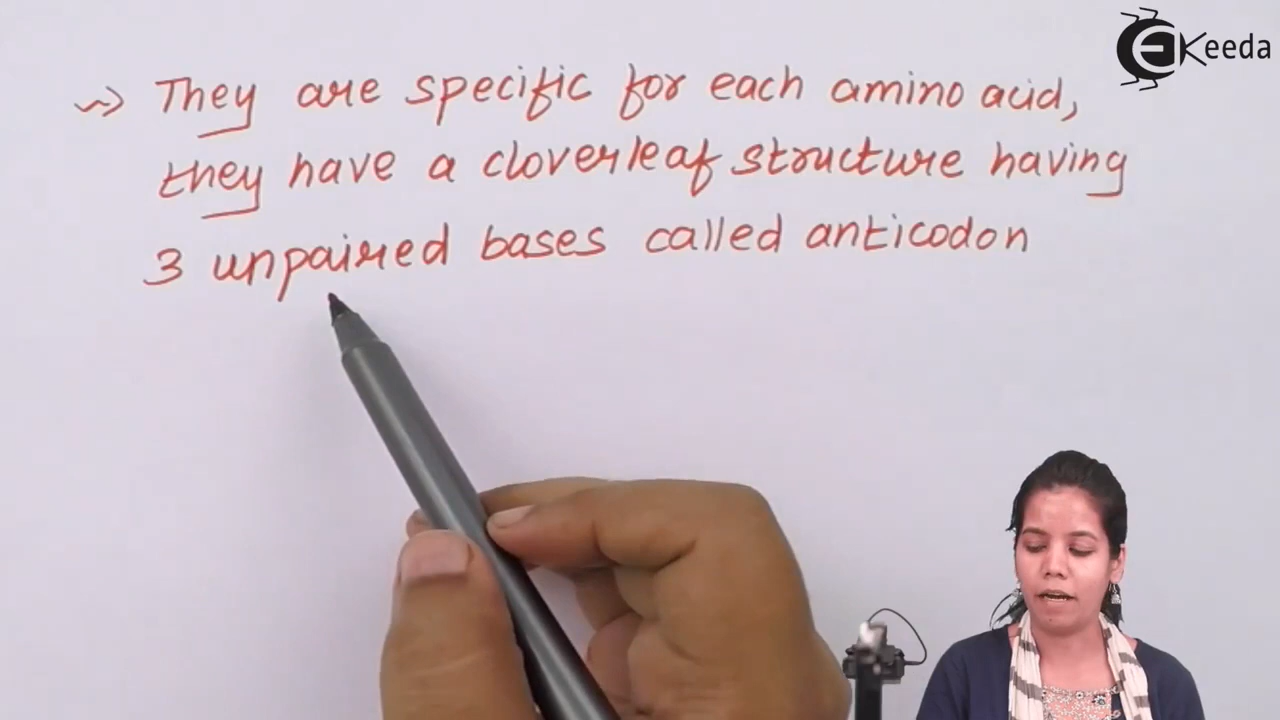 EKeeda
~> They are specific for each amino acid,
they have a cloverleaf structure having
3 unpaired bases called anticodon